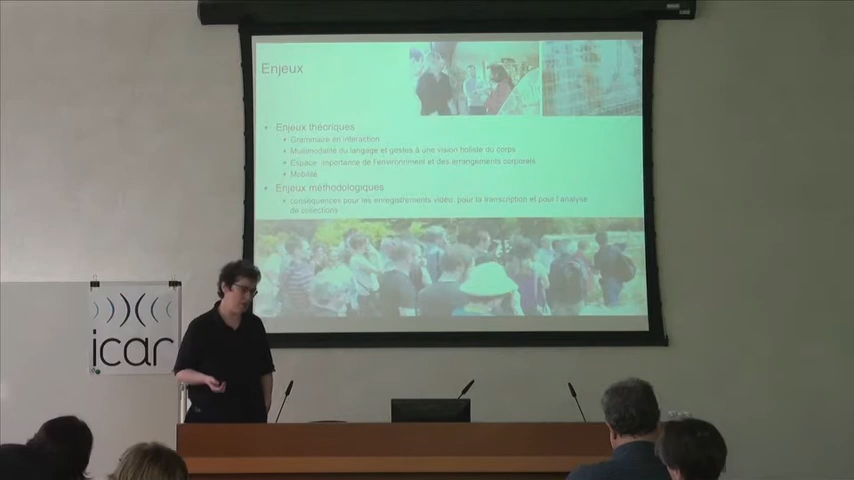 Enjeux
• Enjeux théoriques
• Grammaire en interaction
• Multimodalité du langage et gestes à une vision holiste du corps
• Espace: importance de l'environment et des arrangements corporels
• Mobilité
• Enjeux méthodologiques
• conséquences pour les enregistrements vidéo, pour la transcription et pour l'analyse
de collections
icar